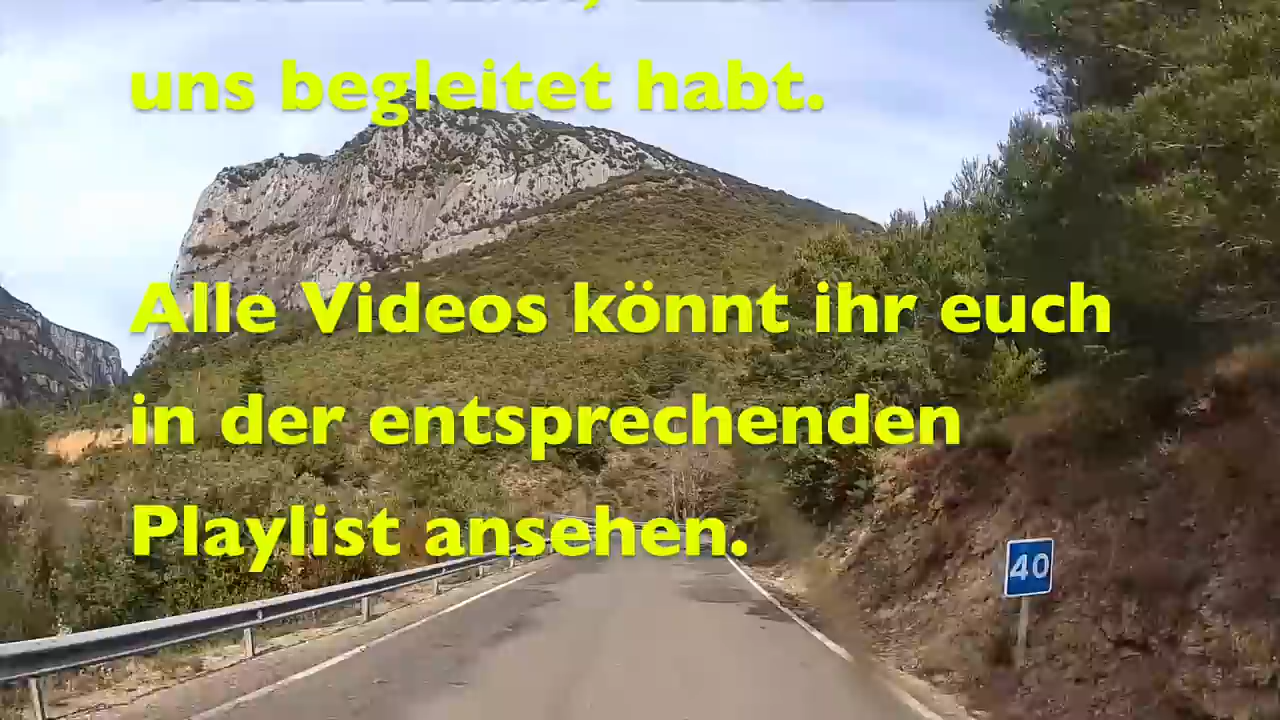 uns begleitet habt.
Alle Videos könnt ihr euch
in der entsprechenden
Playlist ansehen.
40